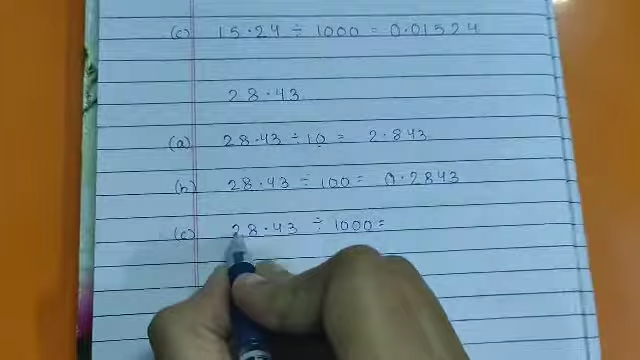 (c) 15.24 ÷ 1000 = 0.01524
28.43
(a) 28.43 ÷ 10 = 2.843
(b) 28.43 ÷ 100 = 0.2843
(c) 28.43 ÷ 1000 =